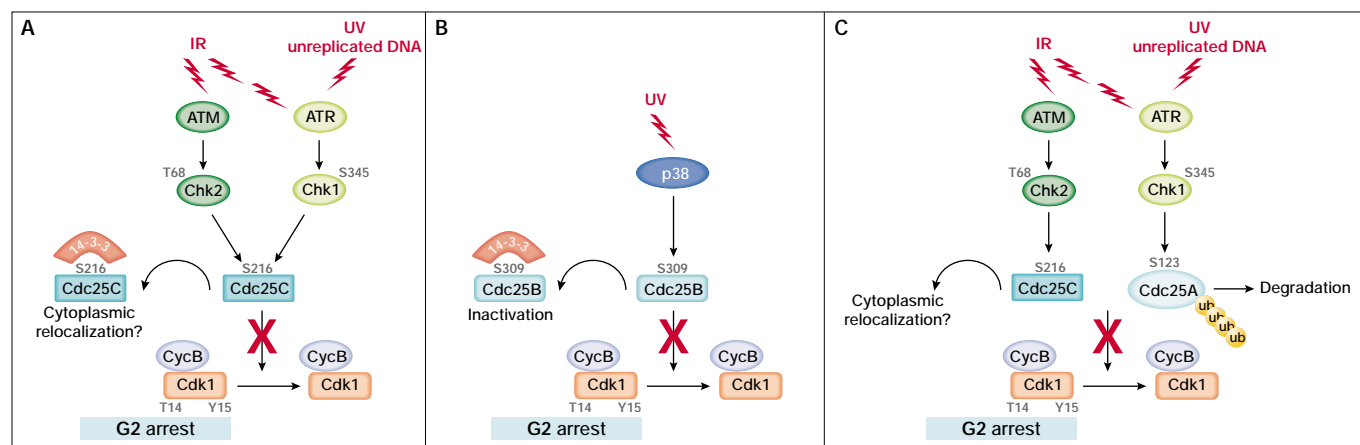 A
IR
UV
unreplicated DNA
ATM
ATR
T68
Chk2
S345
Chk1
14-3-3
S216
Cdc25C
S216
Cdc25C
Cytoplasmic
relocalization?
X
CycB
Cdk1
T14
Y15
CycB
Cdk1
G2 arrest
B
UV
p38
14-3-3
S309
Cdc25B
S309
Cdc25B
Inactivation
X
CycB
Cdk1
T14
Y15
CycB
Cdk1
G2 arrest
C
IR
UV
unreplicated DNA
ATM
ATR
T68
Chk2
S345
Chk1
S216
Cdc25C
S123
Cdc25A
Degradation
ub
ub
ub
ub
Cytoplasmic
relocalization?
X
CycB
Cdk1
T14
Y15
CycB
Cdk1
G2 arrest